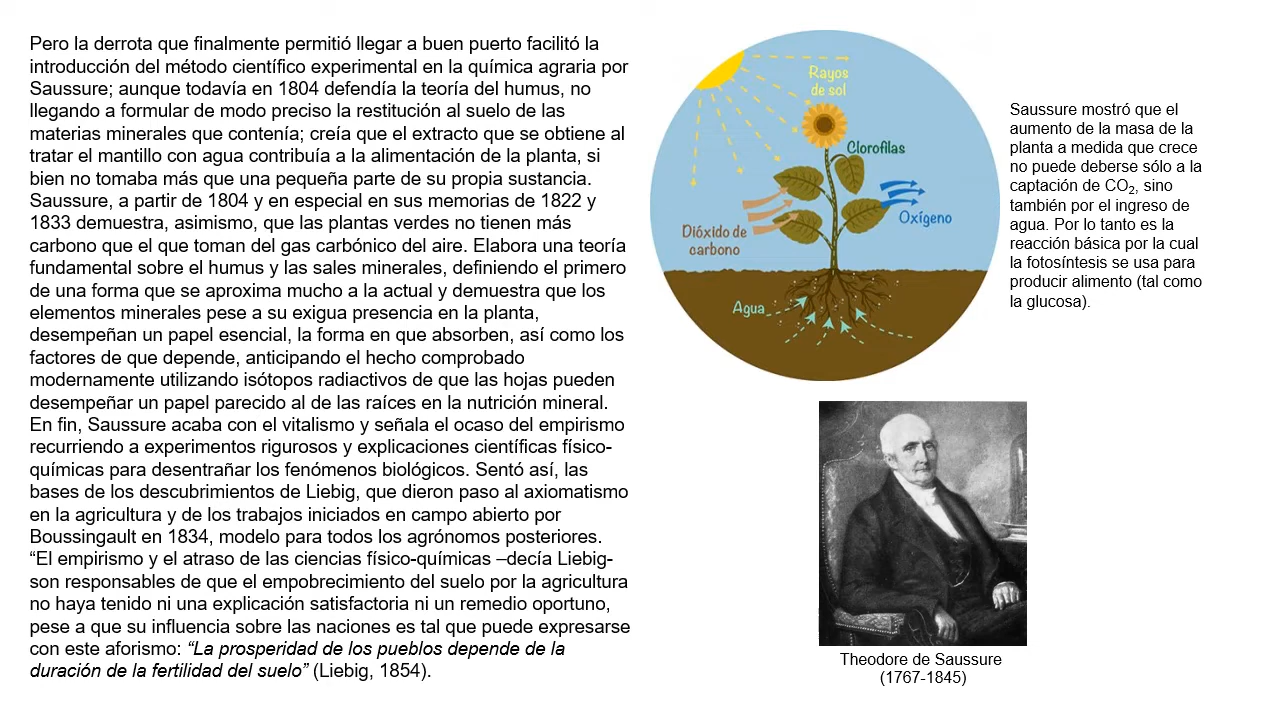 Pero la derrota que finalmente permitió llegar a buen puerto facilitó la
introducción del método científico experimental en la química agraria por
Saussure; aunque todavía en 1804 defendía la teoría del humus, no
llegando a formular de modo preciso la restitución al suelo de las
materias minerales que contenía; creía que el extracto que se obtiene al
tratar el mantillo con agua contribuía a la alimentación de la planta, si
bien no tomaba más que una pequeña parte de su propia sustancia.
Saussure, a partir de 1804 y en especial en sus memorias de 1822 y
1833 demuestra, asimismo, que las plantas verdes no tienen más
carbono que el que toman del gas carbónico del aire. Elabora una teoría
fundamental sobre el humus y las sales minerales, definiendo el primero
de una forma que se aproxima mucho a la actual y demuestra que los
elementos minerales pese a su exigua presencia en la planta,
desempeñan un papel esencial, la forma en que absorben, así como los
factores de que depende, anticipando el hecho comprobado
modernamente utilizando isótopos radiactivos de que las hojas pueden
desempeñar un papel parecido al de las raíces en la nutrición mineral.
En fin, Saussure acaba con el vitalismo y señala el ocaso del empirismo
recurriendo a experimentos rigurosos y explicaciones científicas físico-
químicas para desentrañar los fenómenos biológicos. Sentó así, las
bases de los descubrimientos de Liebig, que dieron paso al axiomatismo
en la agricultura y de los trabajos iniciados en campo abierto por
Boussingault en 1834, modelo para todos los agrónomos posteriores.
“El empirismo y el atraso de las ciencias físico-químicas –decía Liebig-
son responsables de que el empobrecimiento del suelo por la agricultura
no haya tenido ni una explicación satisfactoria ni un remedio oportuno,
pese a que su influencia sobre las naciones es tal que puede expresarse
con este aforismo: “La prosperidad de los pueblos depende de la
duración de la fertilidad del suelo” (Liebig, 1854).
Rayos
de sol
Clorofilas
Oxígeno
Dióxido de
carbono
Agua
Saussure mostró que el
aumento de la masa de la
planta a medida que crece
no puede deberse sólo a la
captación de CO₂, sino
también por el ingreso de
agua. Por lo tanto es la
reacción básica por la cual
la fotosíntesis se usa para
producir alimento (tal como
la glucosa).
Theodore de Saussure
(1767-1845)